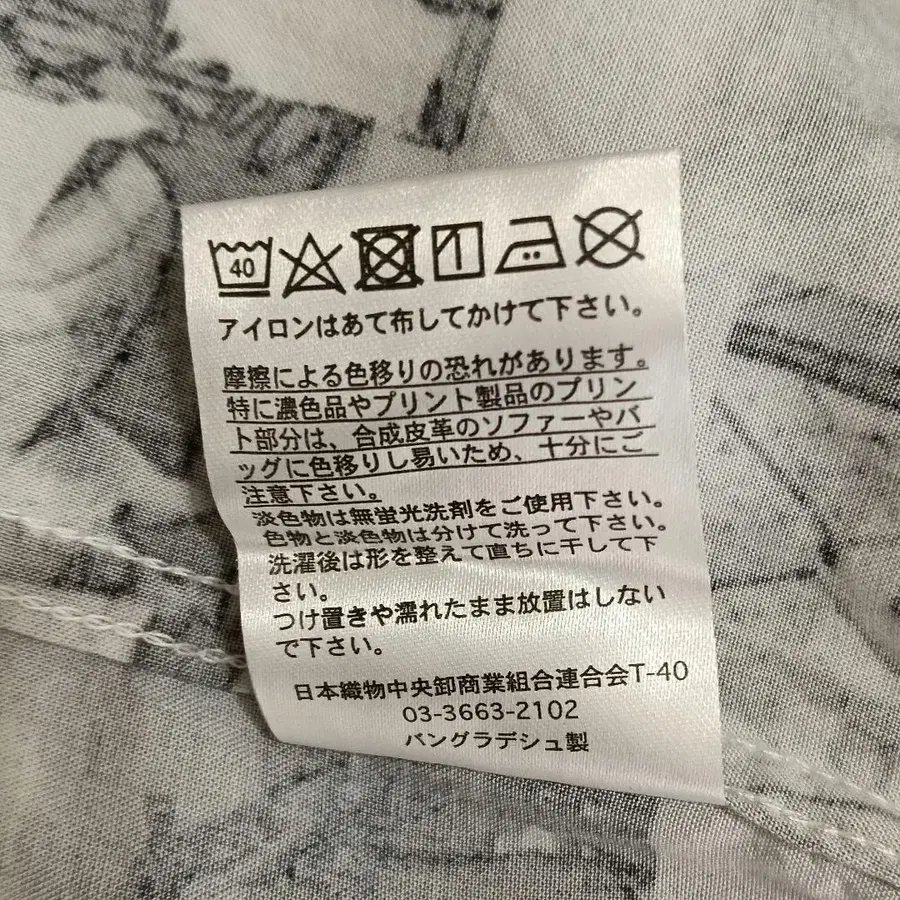 40
アイロンはあて布してかけて下さい。
摩擦による色移りの恐れがあります。
特に濃色品やプリント製品のプリン
ト部分は、合成皮革のソファーやバ
ッグに色移りし易いため、十分にご
注意下さい。
淡色物は無蛍光洗剤をご使用下さい。
色物と淡色物は分けて洗って下さい。
洗濯後は形を整えて直ちに干して下
さい。
つけ置きや濡れたまま放置はしない
で下さい。
日本織物中央卸商業組合連合会T-40
03-3663-2102
バングラデシュ製